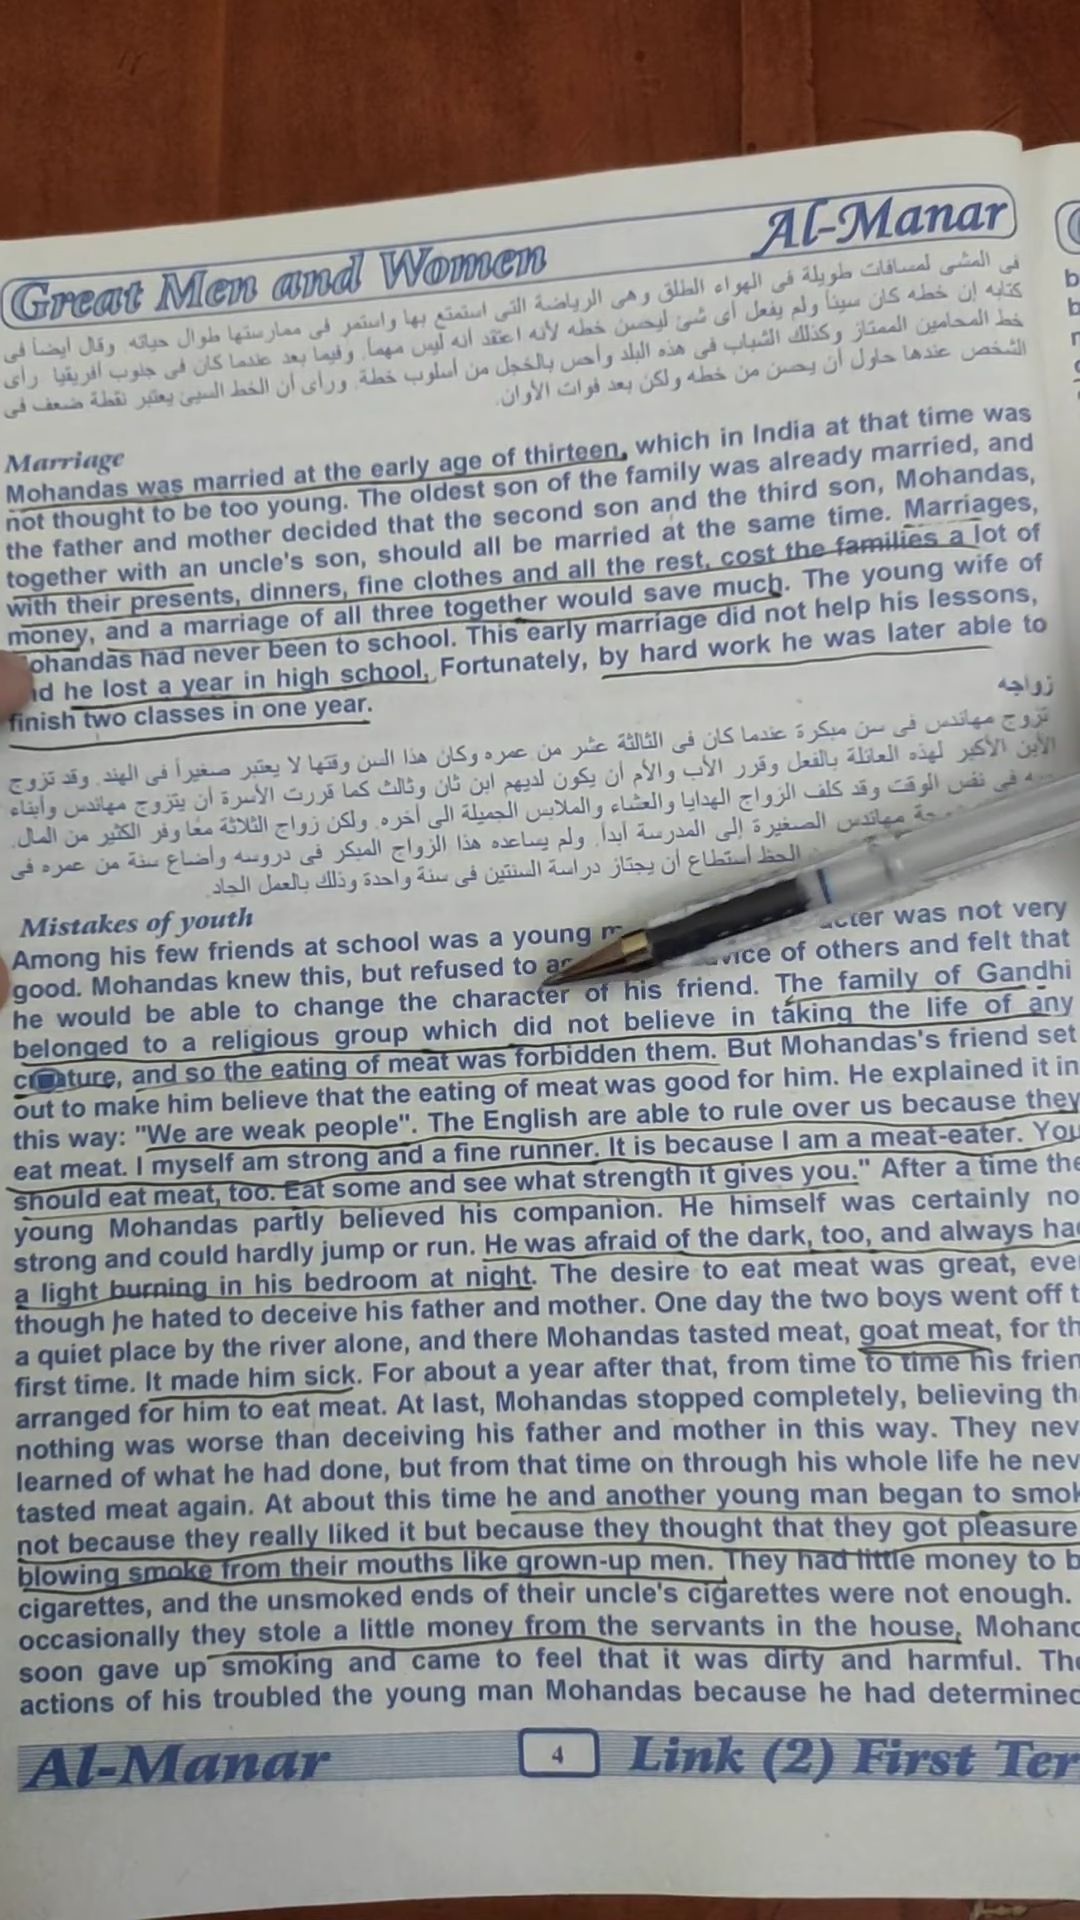 Great Men and Women Al-Manar
فى المشى لمسافات طويلة فى الهواء الطلق وهى الرياضة التى استمتع بها واستمر فى ممارستها طوال حياته وقال أيضاً فى
كتابه إن خطه كان سيئاً ولم يفعل أى شئ ليحسن خطه لأنه اعتقد أنه ليس مهماً. وفيما بعد عندما كان فى جنوب أفريقيا رأى
خط المحامين الممتاز وكذلك الشباب فى هذه البلد وأحس بالخجل من أسلوب خطة. ورأى أن الخط السيئ يعتبر نقطة ضعف فى
الشخص عندها حاول أن يحسن من خطه ولكن بعد فوات الأوان.
Marriage
Mohandas was married at the early age of thirteen, which in India at that time was
not thought to be too young. The oldest son of the family was already married, and
the father and mother decided that the second son and the third son, Mohandas,
together with an uncle's son, should all be married at the same time. Marriages,
with their presents, dinners, fine clothes and all the rest, cost the families a lot of
money, and a marriage of all three together would save much. The young wife of
ohandas had never been to school. This early marriage did not help his lessons,
nd he lost a year in high school. Fortunately, by hard work he was later able to
finish two classes in one year.
زواجه
تزوج مهاندس فى سن مبكرة عندما كان فى الثالثة عشر من عمره وكان هذا السن وقتها لا يعتبر صغيراً فى الهند. وقد تزوج
الأبن الأكبر لهذه العائلة بالفعل وقرر الأب والأم أن يكون لديهم ابن ثان وثالث كما قررت الأسرة أن يتزوج مهاندس وأبناء
فى نفس الوقت وقد كلف الزواج الهدايا والعشاء والملابس الجميلة الى أخره. ولكن زواج الثلاثة معًا وفر الكثير من المال.
مهاندس الصغيرة إلى المدرسة أبداً. ولم يساعده هذا الزواج المبكر فى دروسه وأضاع سنة من عمره فى
الحظ أستطاع أن يجتاز دراسة السنتين فى سنة واحدة وذلك بالعمل الجاد.
Mistakes of youth
Among his few friends at school was a young m cter was not very
good. Mohandas knew this, but refused to vice of others and felt that
he would be able to change the character of his friend. The family of Gandhi
belonged to a religious group which did not believe in taking the life of any
creature, and so the eating of meat was forbidden them. But Mohandas's friend set
out to make him believe that the eating of meat was good for him. He explained it in
this way: "We are weak people". The English are able to rule over us because they
eat meat. I myself am strong and a fine runner. It is because I am a meat-eater. You
should eat meat, too. Eat some and see what strength it gives you." After a time the
young Mohandas partly believed his companion. He himself was certainly no
strong and could hardly jump or run. He was afraid of the dark, too, and always ha
a light burning in his bedroom at night. The desire to eat meat was great, eve
though he hated to deceive his father and mother. One day the two boys went off t
a quiet place by the river alone, and there Mohandas tasted meat, goat meat, for th
first time. It made him sick. For about a year after that, from time to time his frien
arranged for him to eat meat. At last, Mohandas stopped completely, believing th
nothing was worse than deceiving his father and mother in this way. They nev
learned of what he had done, but from that time on through his whole life he nev
tasted meat again. At about this time he and another young man began to smok
not because they really liked it but because they thought that they got pleasure
blowing smoke from their mouths like grown-up men. They had little money to b
cigarettes, and the unsmoked ends of their uncle's cigarettes were not enough.
occasionally they stole a little money from the servants in the house, Mohand
soon gave up smoking and came to feel that it was dirty and harmful. The
actions of his troubled the young man Mohandas because he had determined
Al-Manar 4 Link (2) First Ter